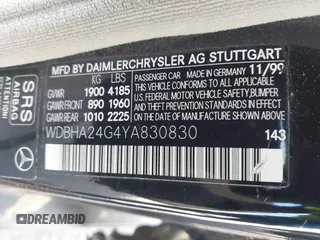 MFD BY DAIMLERCHRYSLER AG STUTTGART
KG LBS PASSENGER CAR MADE IN GERMANY 11/99
GVWR 1900 4185 THIS VEHICLE CONFORMS TO ALL
GAWR FRONT 890 1960 APPLICABLE U.S. FEDERAL
GAWR REAR 1010 2225 MOTOR VEHICLE SAFETY,BUMPER
AND THEFT PREVENTION
STANDARDS IN EFFECT ON THE DATE
OF MANUFACTURE SHOWN ABOVE
WDBHA24G4YA830830
143
ATTENTION!
AIRBAG
SRS
DREAMBID
DREAMBID.COM